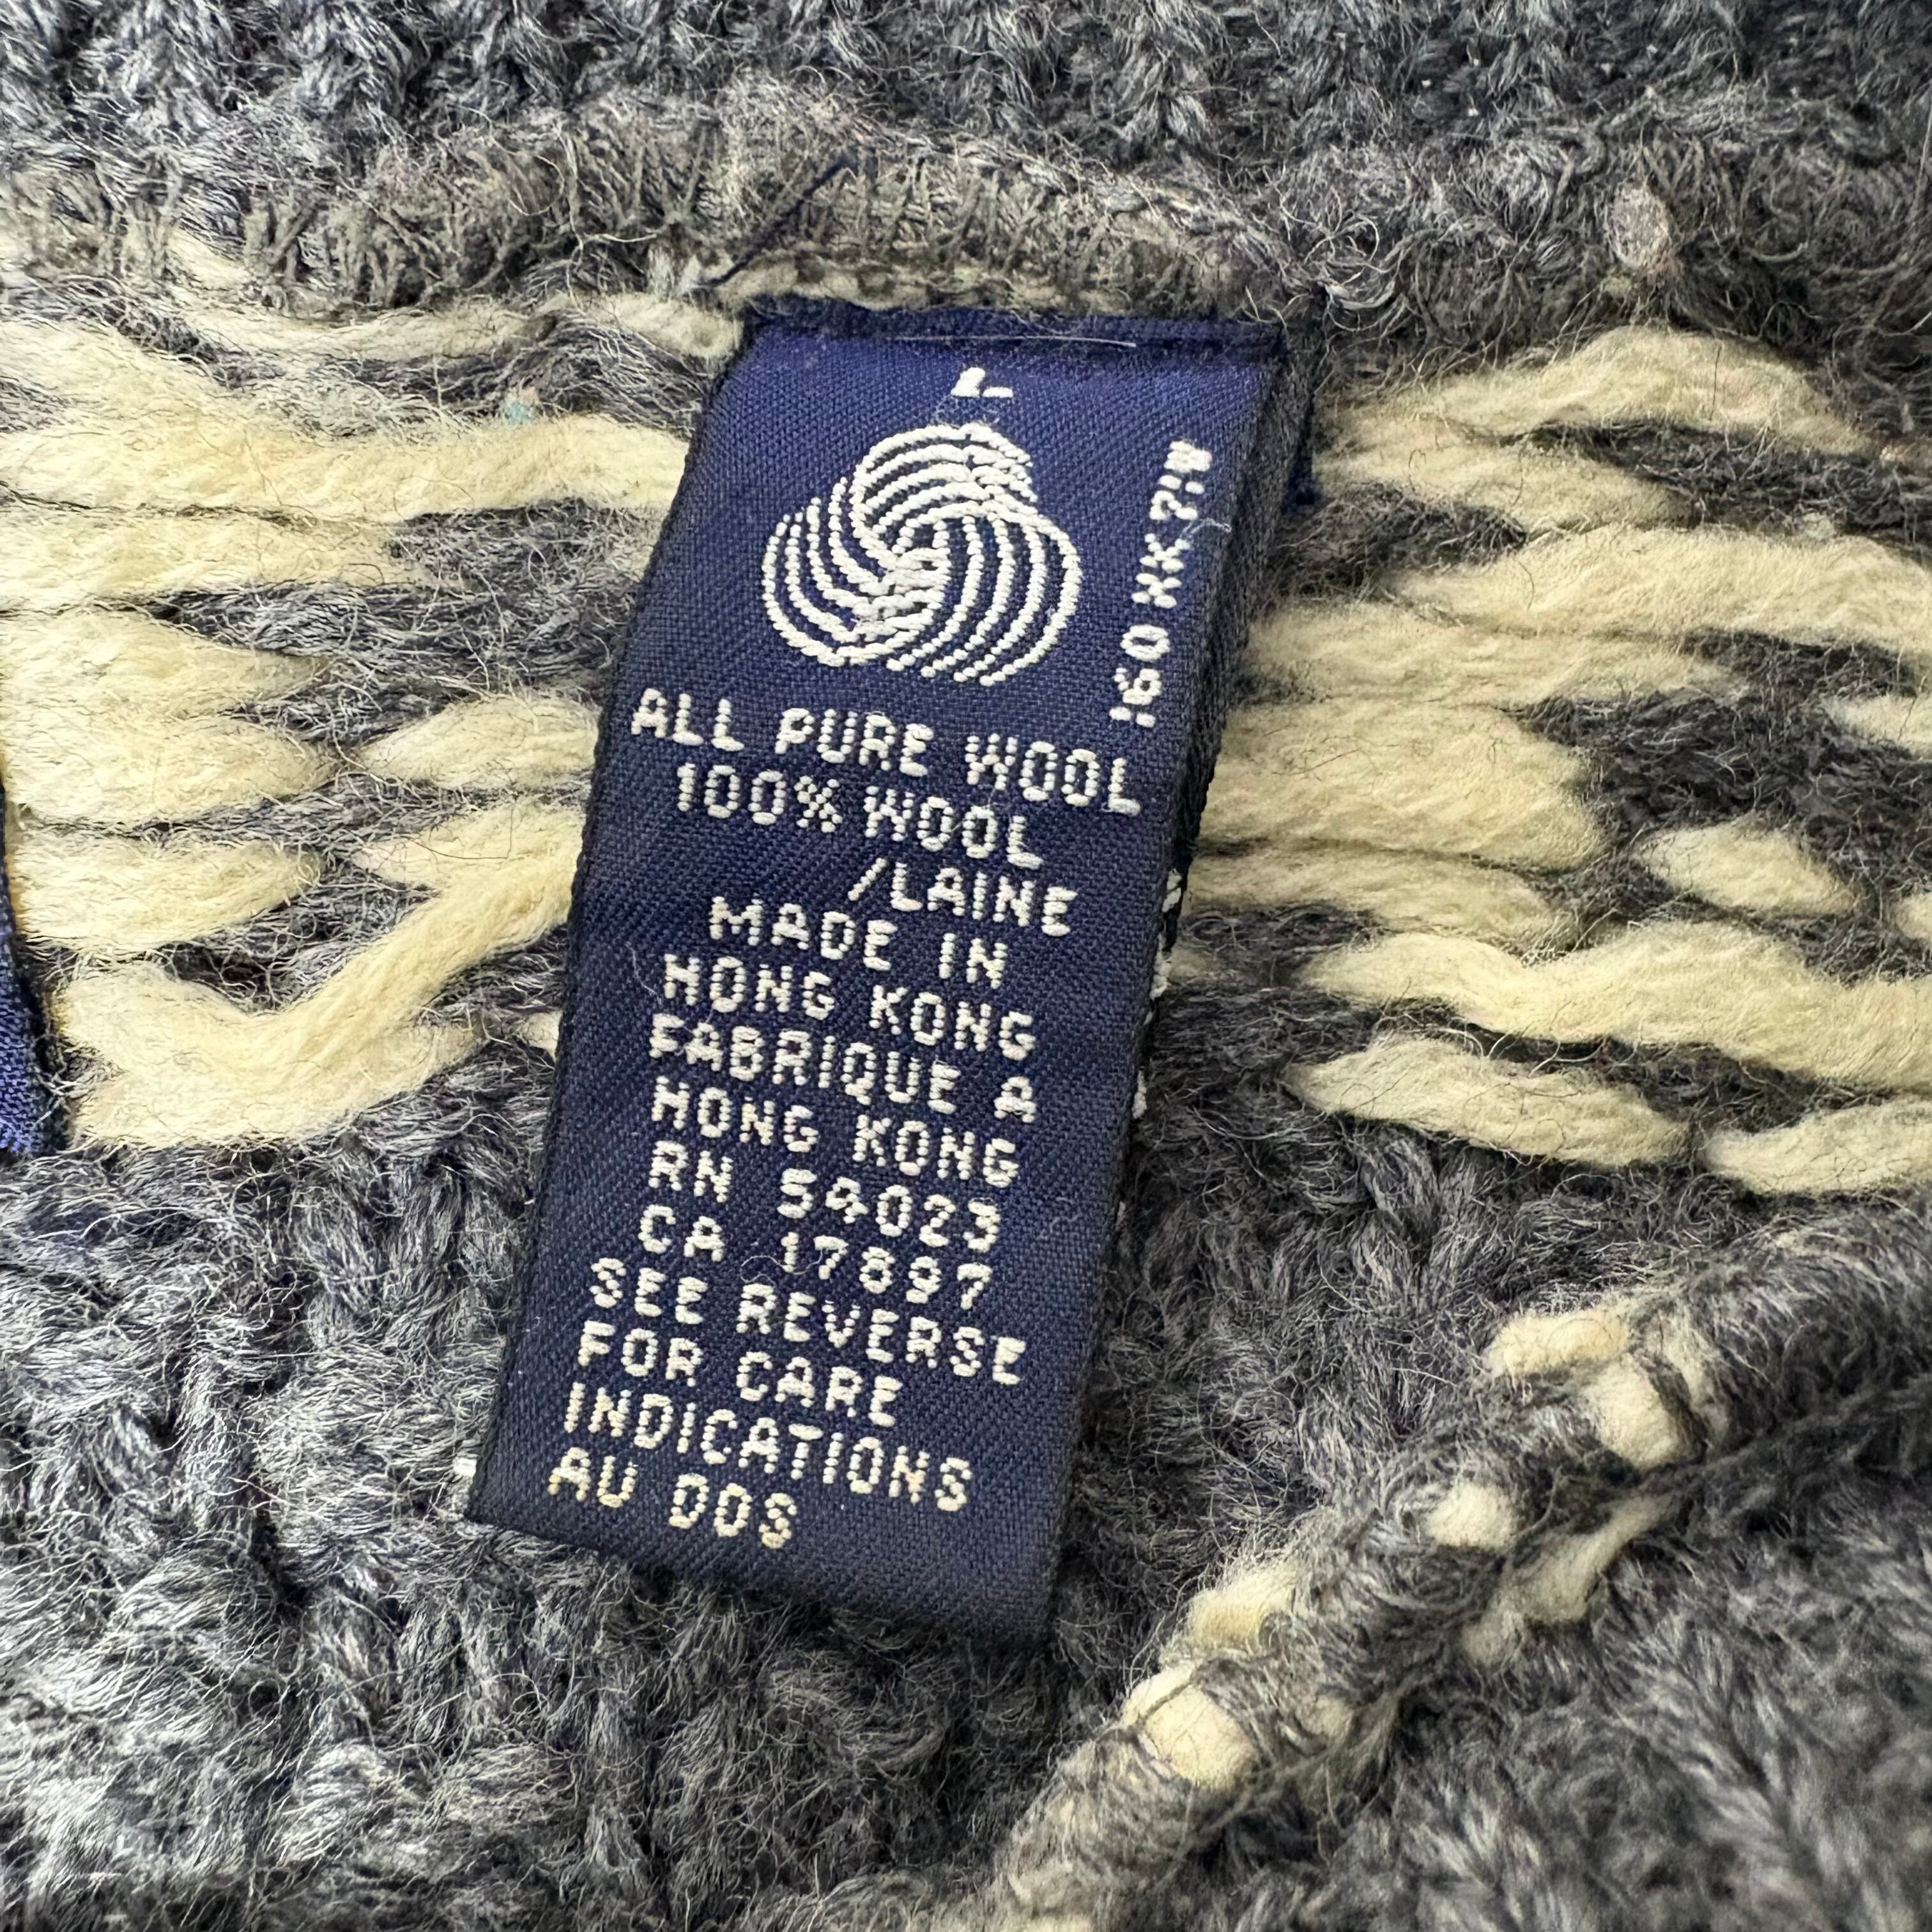 L
ALL PURE WOOL
100% WOOL
/LAINE
MADE IN
HONG KONG
FABRIQUE A
HONG KONG
RN 54023
CA 17897
SEE REVERSE
FOR CARE
INDICATIONS
AU DOS